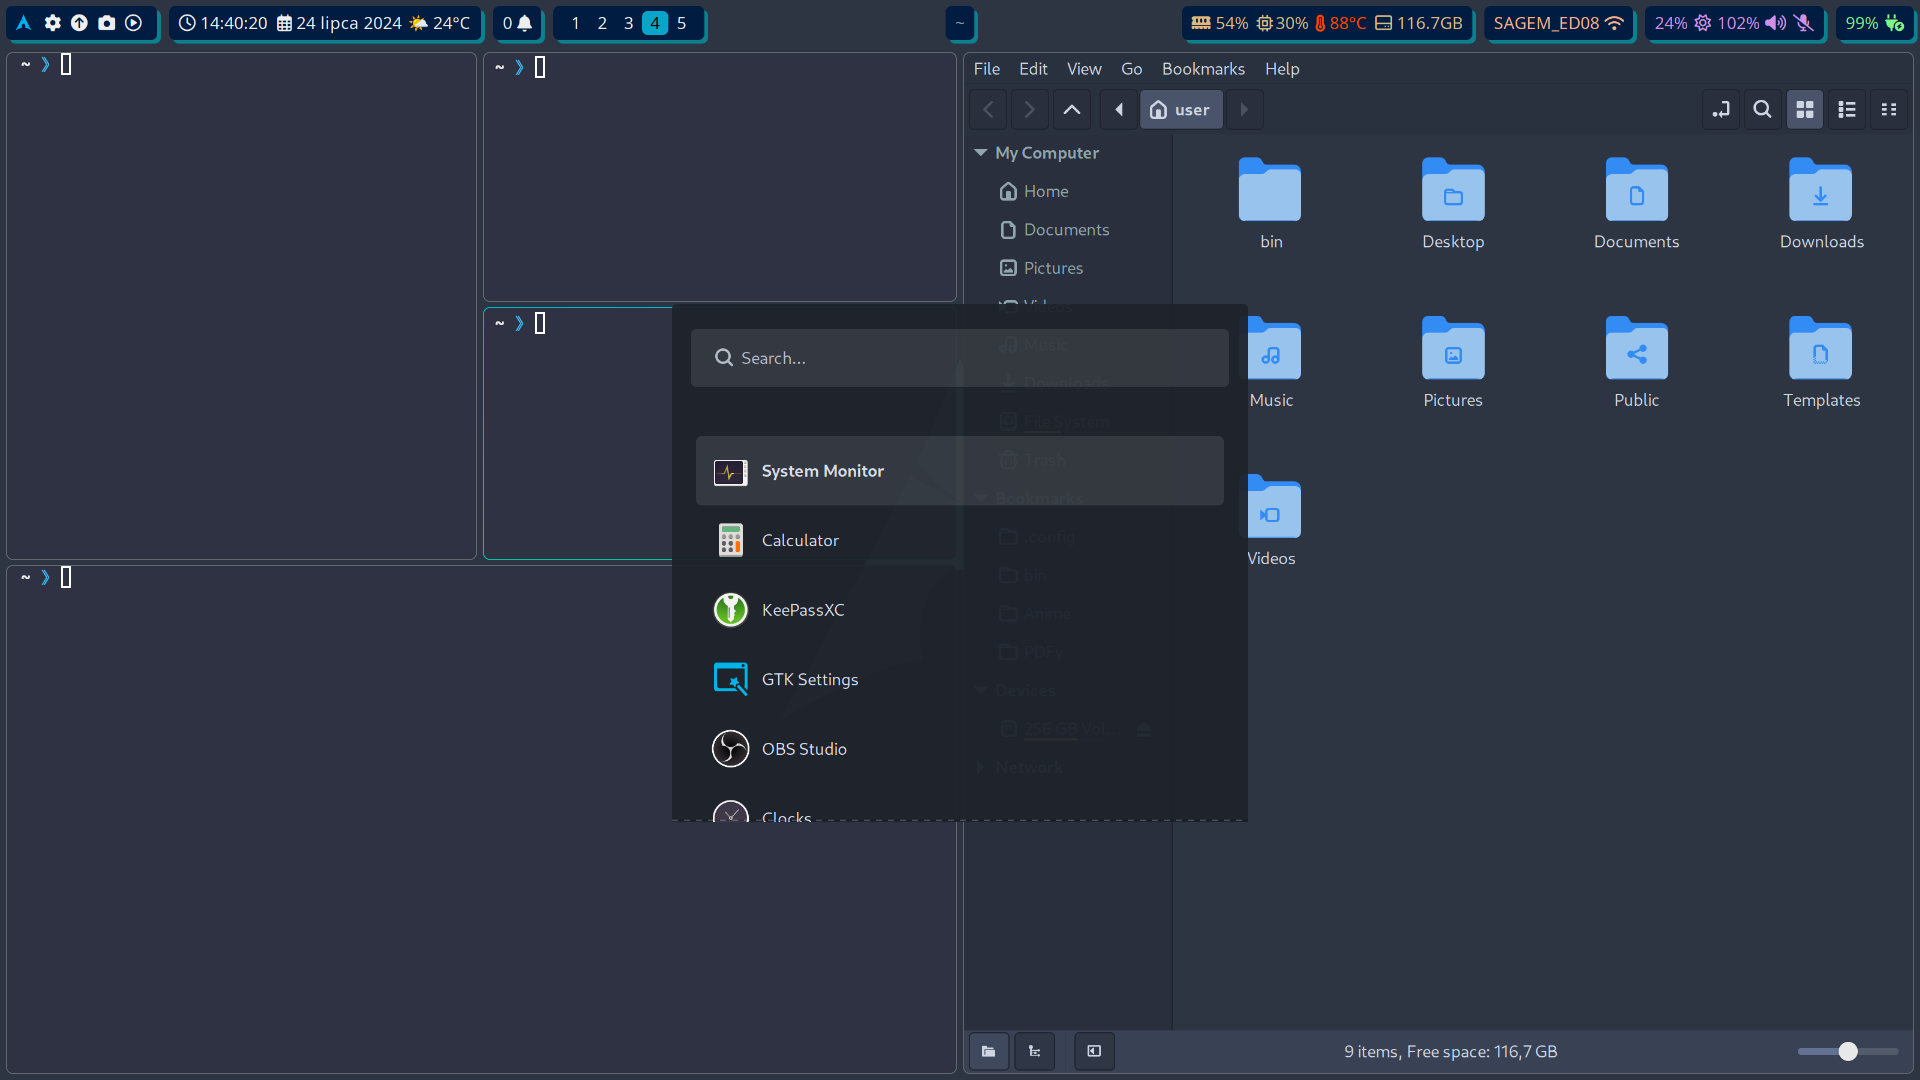 14:40:20 24 lipca 2024 24°C
0
1 2 3 4 5
~
54% 30% 88°C 116.7GB
SAGEM_ED08
24% 102%
99%
~ 》
~ 》
~ 》
~ 》
File Edit View Go Bookmarks Help
user
My Computer
Home
Documents
Pictures
Videos
Music
Downloads
File System
Trash
Bookmarks
.config
bin
Anime
PDFy
Devices
256 GB Vol
Network
bin
Desktop
Documents
Downloads
Music
Pictures
Public
Templates
Videos
Search...
System Monitor
Calculator
KeePassXC
GTK Settings
OBS Studio
Clocks
9 items, Free space: 116,7 GB